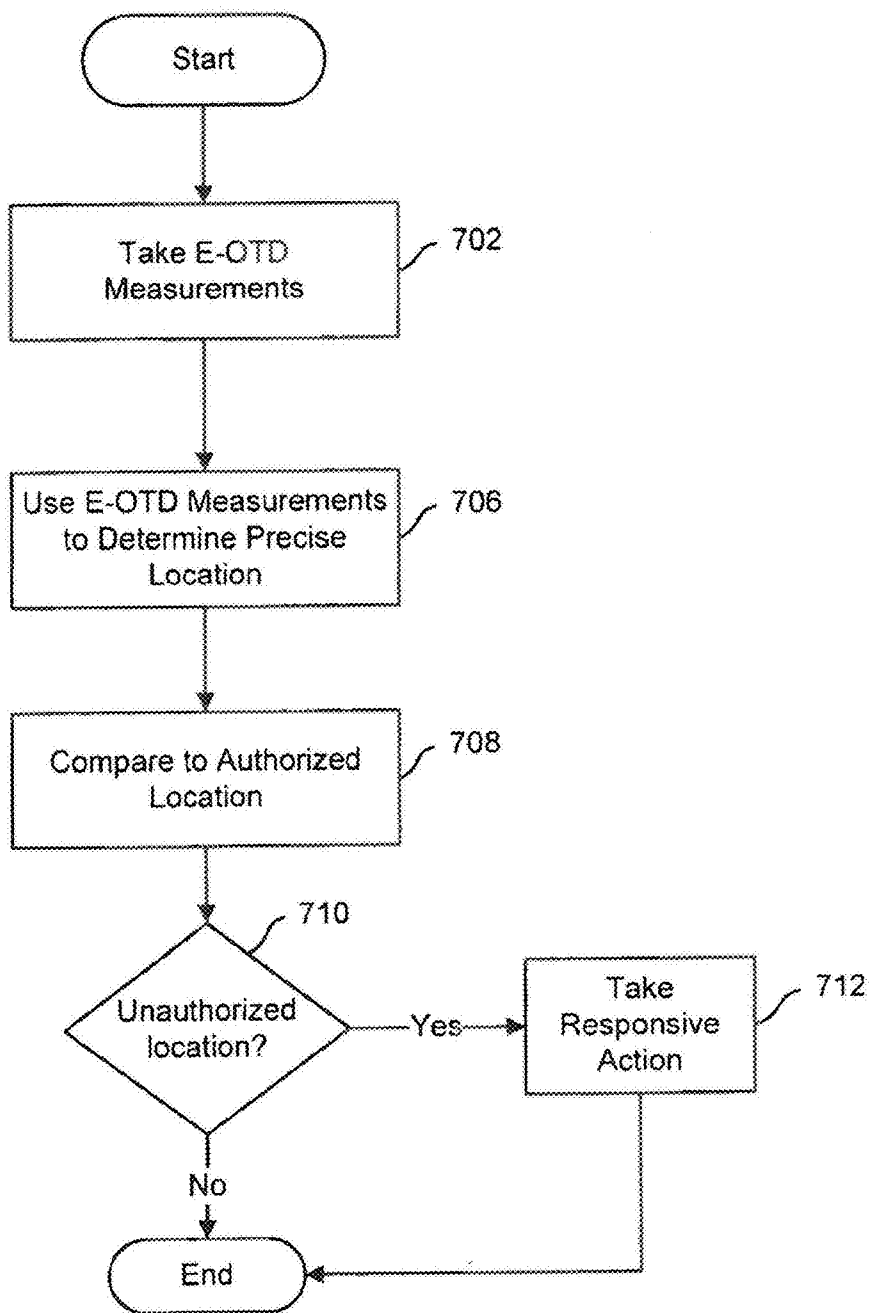 Start
Take E-OTD
Measurements
702
Use E-OTD Measurements
to Determine Precise
Location
706
Compare to Authorized
Location
708
710
Unauthorized
location?
Yes
Take
Responsive
Action
712
No
End